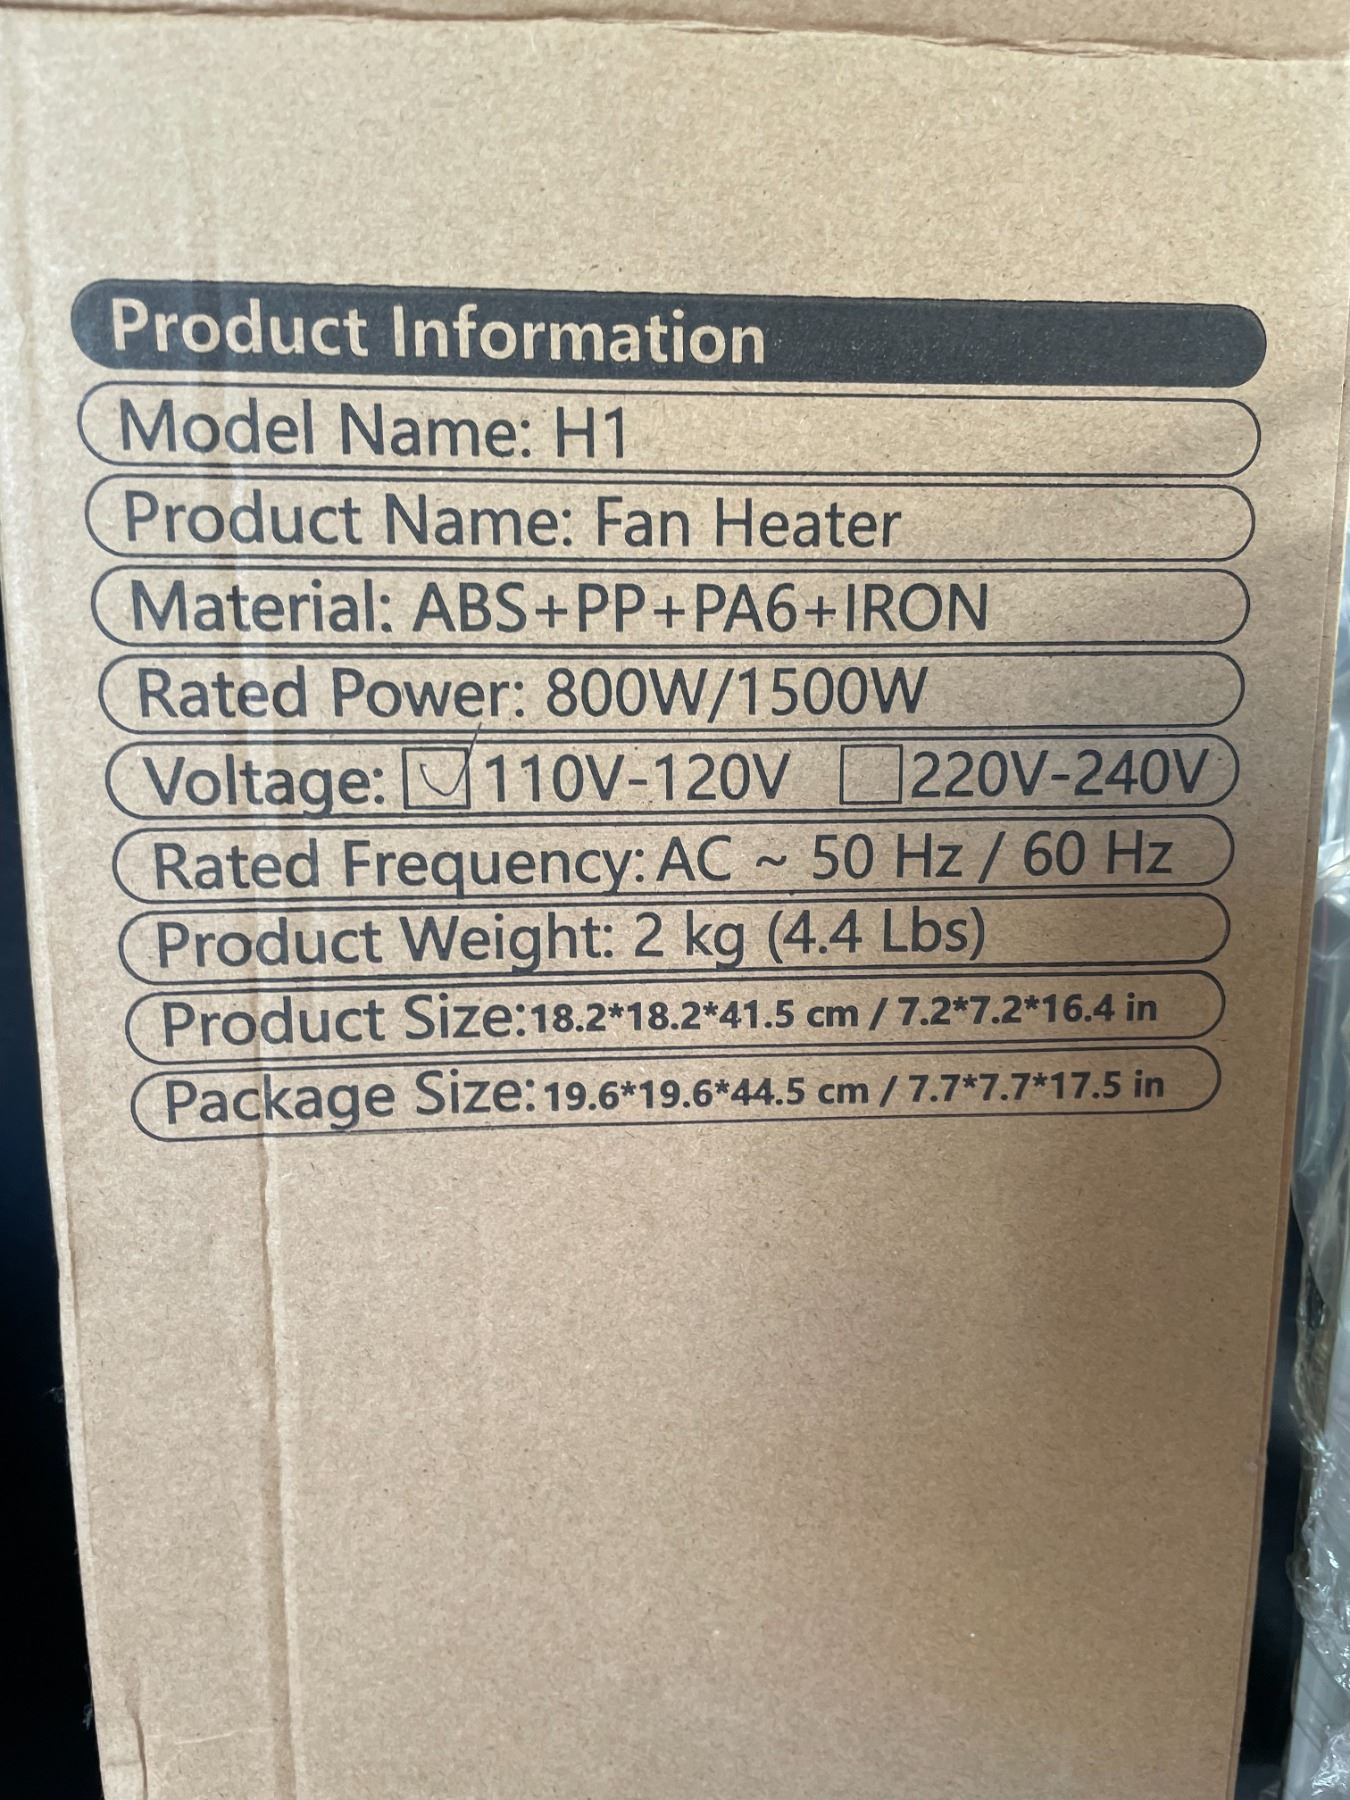 Product Information
Model Name: H1
Product Name: Fan Heater
Material: ABS+PP+PA6+IRON
Rated Power: 800W/1500W
Voltage: ☑110V-120V ☐220V-240V
Rated Frequency: AC ~ 50 Hz / 60 Hz
Product Weight: 2 kg (4.4 Lbs)
Product Size:18.2*18.2*41.5 cm / 7.2*7.2*16.4 in
Package Size:19.6*19.6*44.5 cm / 7.7*7.7*17.5 in